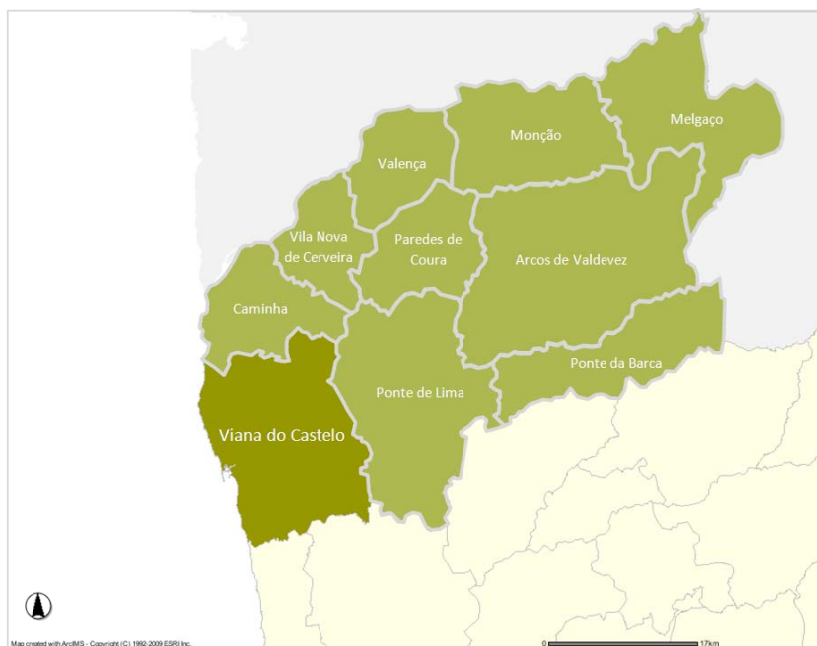 Melgaço
Monção
Valença
Vila Nova
de Cerveira
Paredes de
Coura
Arcos de Valdevez
Caminha
Ponte da Barca
Ponte de Lima
Viana do Castelo
Map created with ArcIMS - Copyright (C) 1992-2009 ESRI Inc.
0
17km